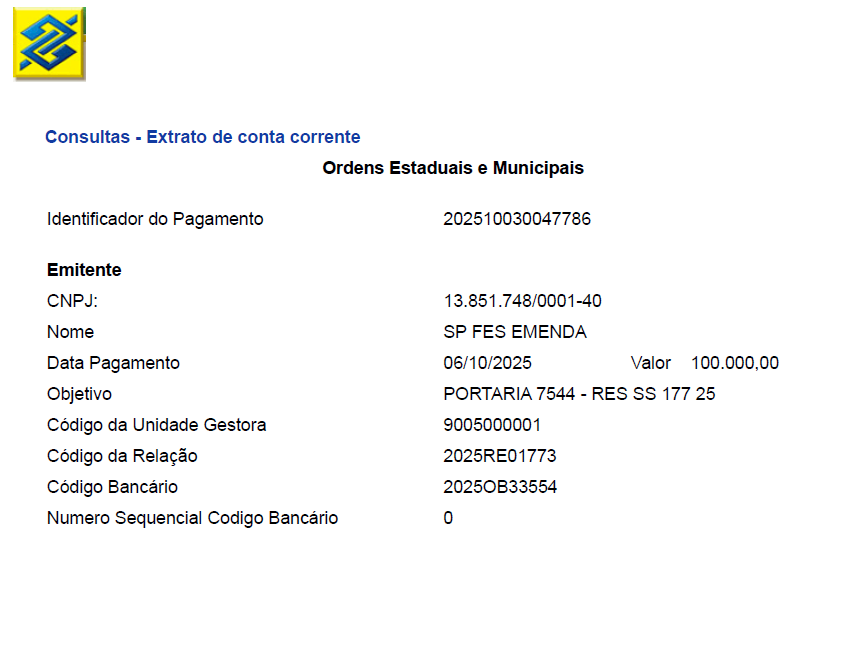 Consultas - Extrato de conta corrente
Ordens Estaduais e Municipais
Identificador do Pagamento 202510030047786
Emitente
CNPJ: 13.851.748/0001-40
Nome SP FES EMENDA
Data Pagamento 06/10/2025 Valor 100.000,00
Objetivo PORTARIA 7544 - RES SS 177 25
Código da Unidade Gestora 9005000001
Código da Relação 2025RE01773
Código Bancário 2025OB33554
Numero Sequencial Codigo Bancário 0